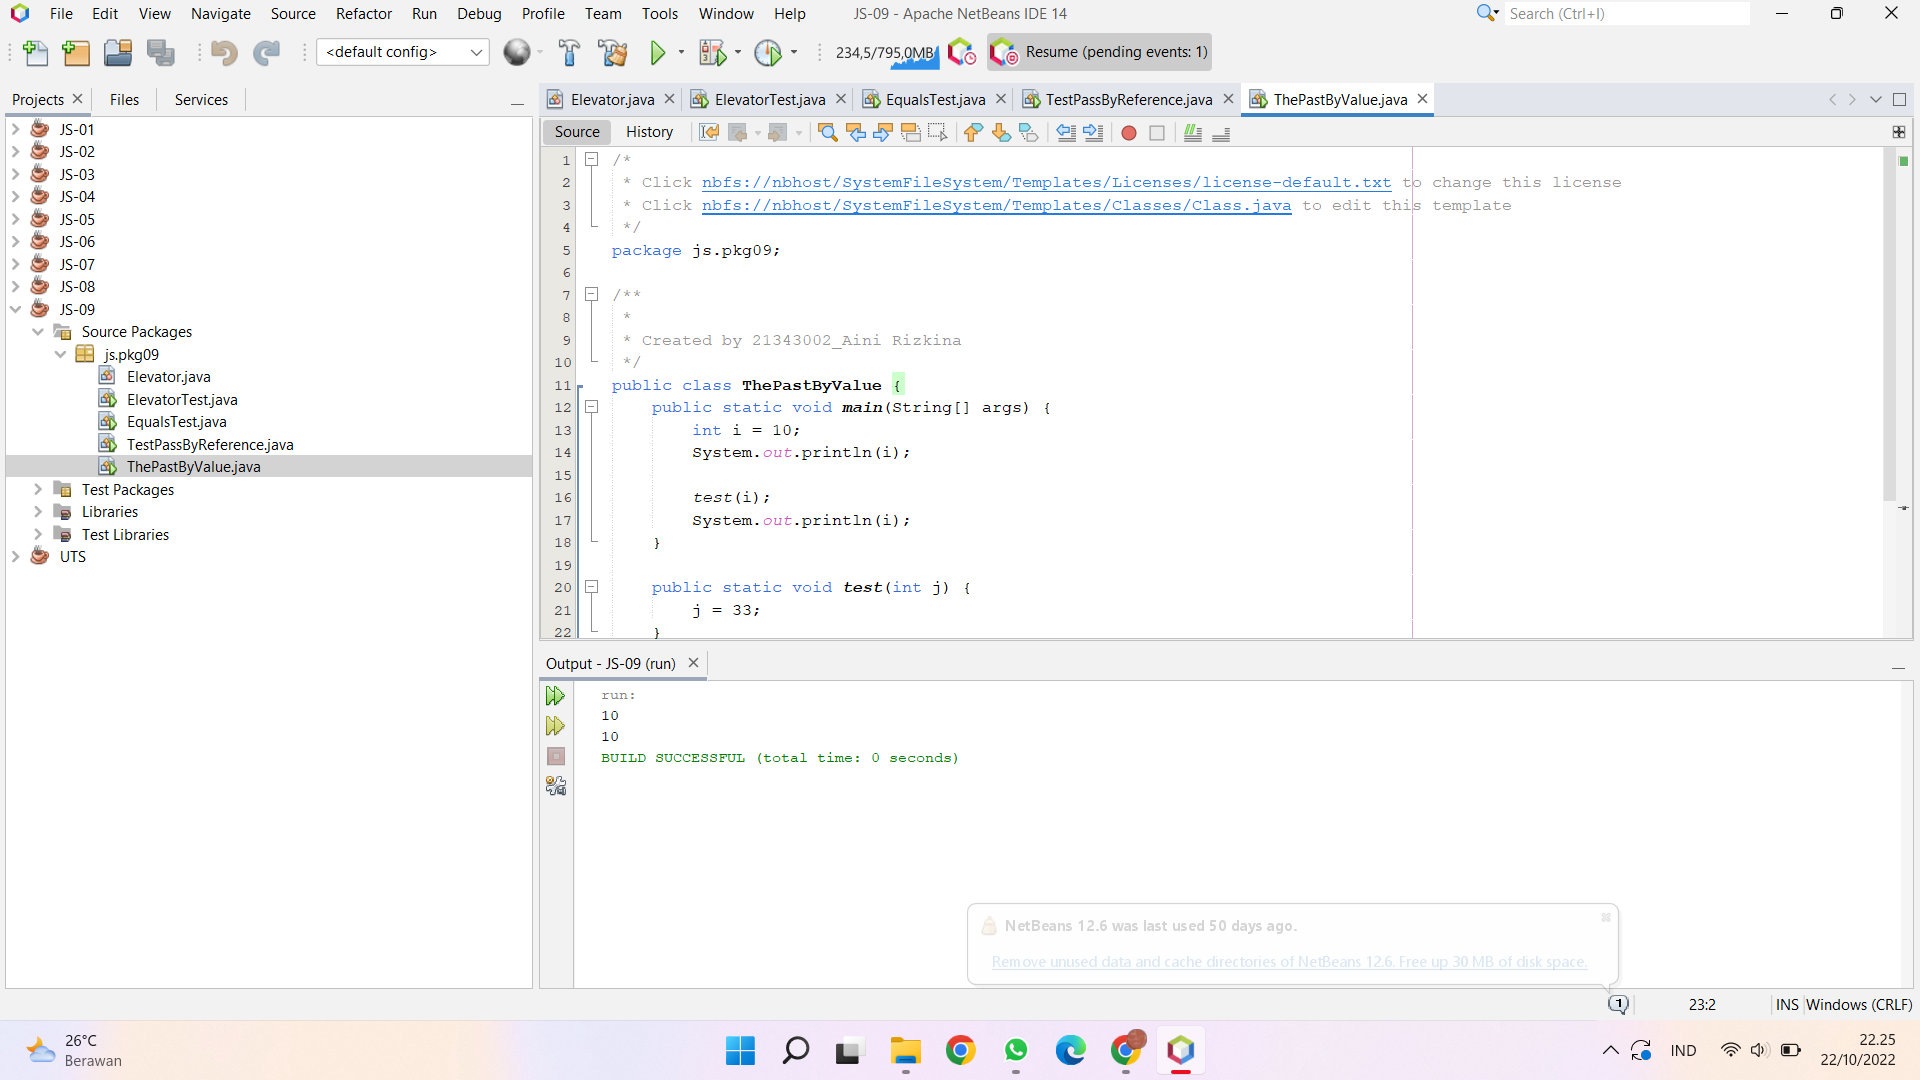 File Edit View Navigate Source Refactor Run Debug Profile Team Tools Window Help JS-09 - Apache NetBeans IDE 14 Search (Ctrl+I)
<default config> 234,5/795,0MB Resume (pending events: 1)
Projects Files Services
JS-01
JS-02
JS-03
JS-04
JS-05
JS-06
JS-07
JS-08
JS-09
Source Packages
js.pkg09
Elevator.java
ElevatorTest.java
EqualsTest.java
TestPassByReference.java
ThePastByValue.java
Test Packages
Libraries
Test Libraries
UTS
Elevator.java ElevatorTest.java EqualsTest.java TestPassByReference.java ThePastByValue.java
Source History
1 /*
2 * Click nbfs://nbhost/SystemFileSystem/Templates/Licenses/license-default.txt to change this license
3 * Click nbfs://nbhost/SystemFileSystem/Templates/Classes/Class.java to edit this template
4 */
5 package js.pkg09;
6
7 /**
8 *
9 * Created by 21343002_Aini Rizkina
10 */
11 public class ThePastByValue {
12 public static void main(String[] args) {
13 int i = 10;
14 System.out.println(i);
15
16 test(i);
17 System.out.println(i);
18 }
19
20 public static void test(int j) {
21 j = 33;
22 }
Output - JS-09 (run)
run:
10
10
BUILD SUCCESSFUL (total time: 0 seconds)
NetBeans 12.6 was last used 50 days ago.
Remove unused data and cache directories of NetBeans 12.6. Free up 30 MB of disk space.
1 23:2 INS Windows (CRLF)
26°C
Berawan
IND
22.25
22/10/2022